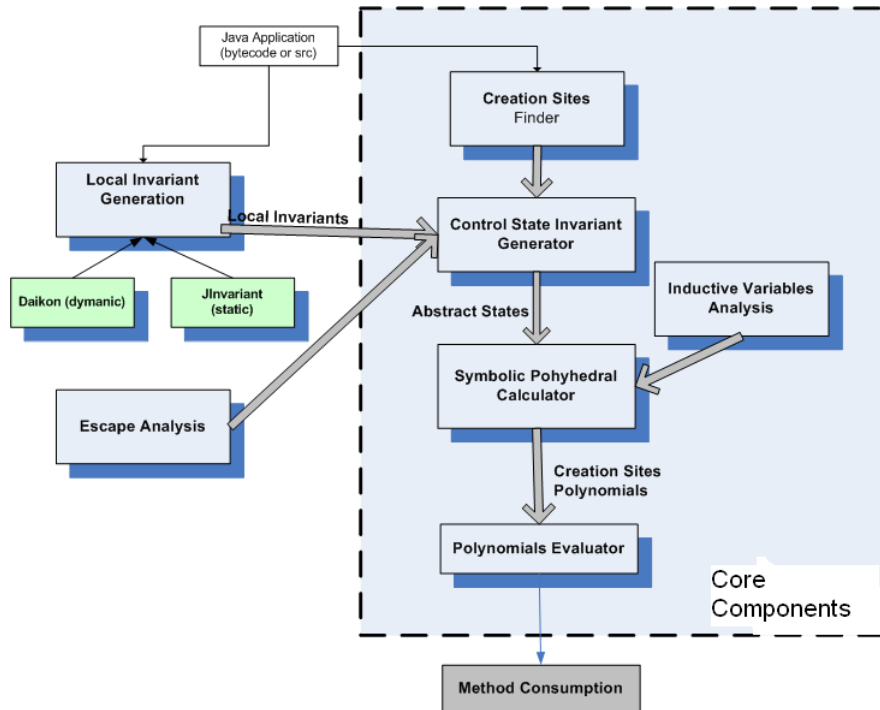 Java Application
(bytecode or src)
Creation Sites
Finder
Local Invariant
Generation
Local Invariants
Control State Invariant
Generator
Daikon (dymanic)
JInvariant
(static)
Abstract States
Inductive Variables
Analysis
Symbolic Pohyhedral
Calculator
Escape Analysis
Creation Sites
Polynomials
Polynomials Evaluator
Core
Components
Method Consumption